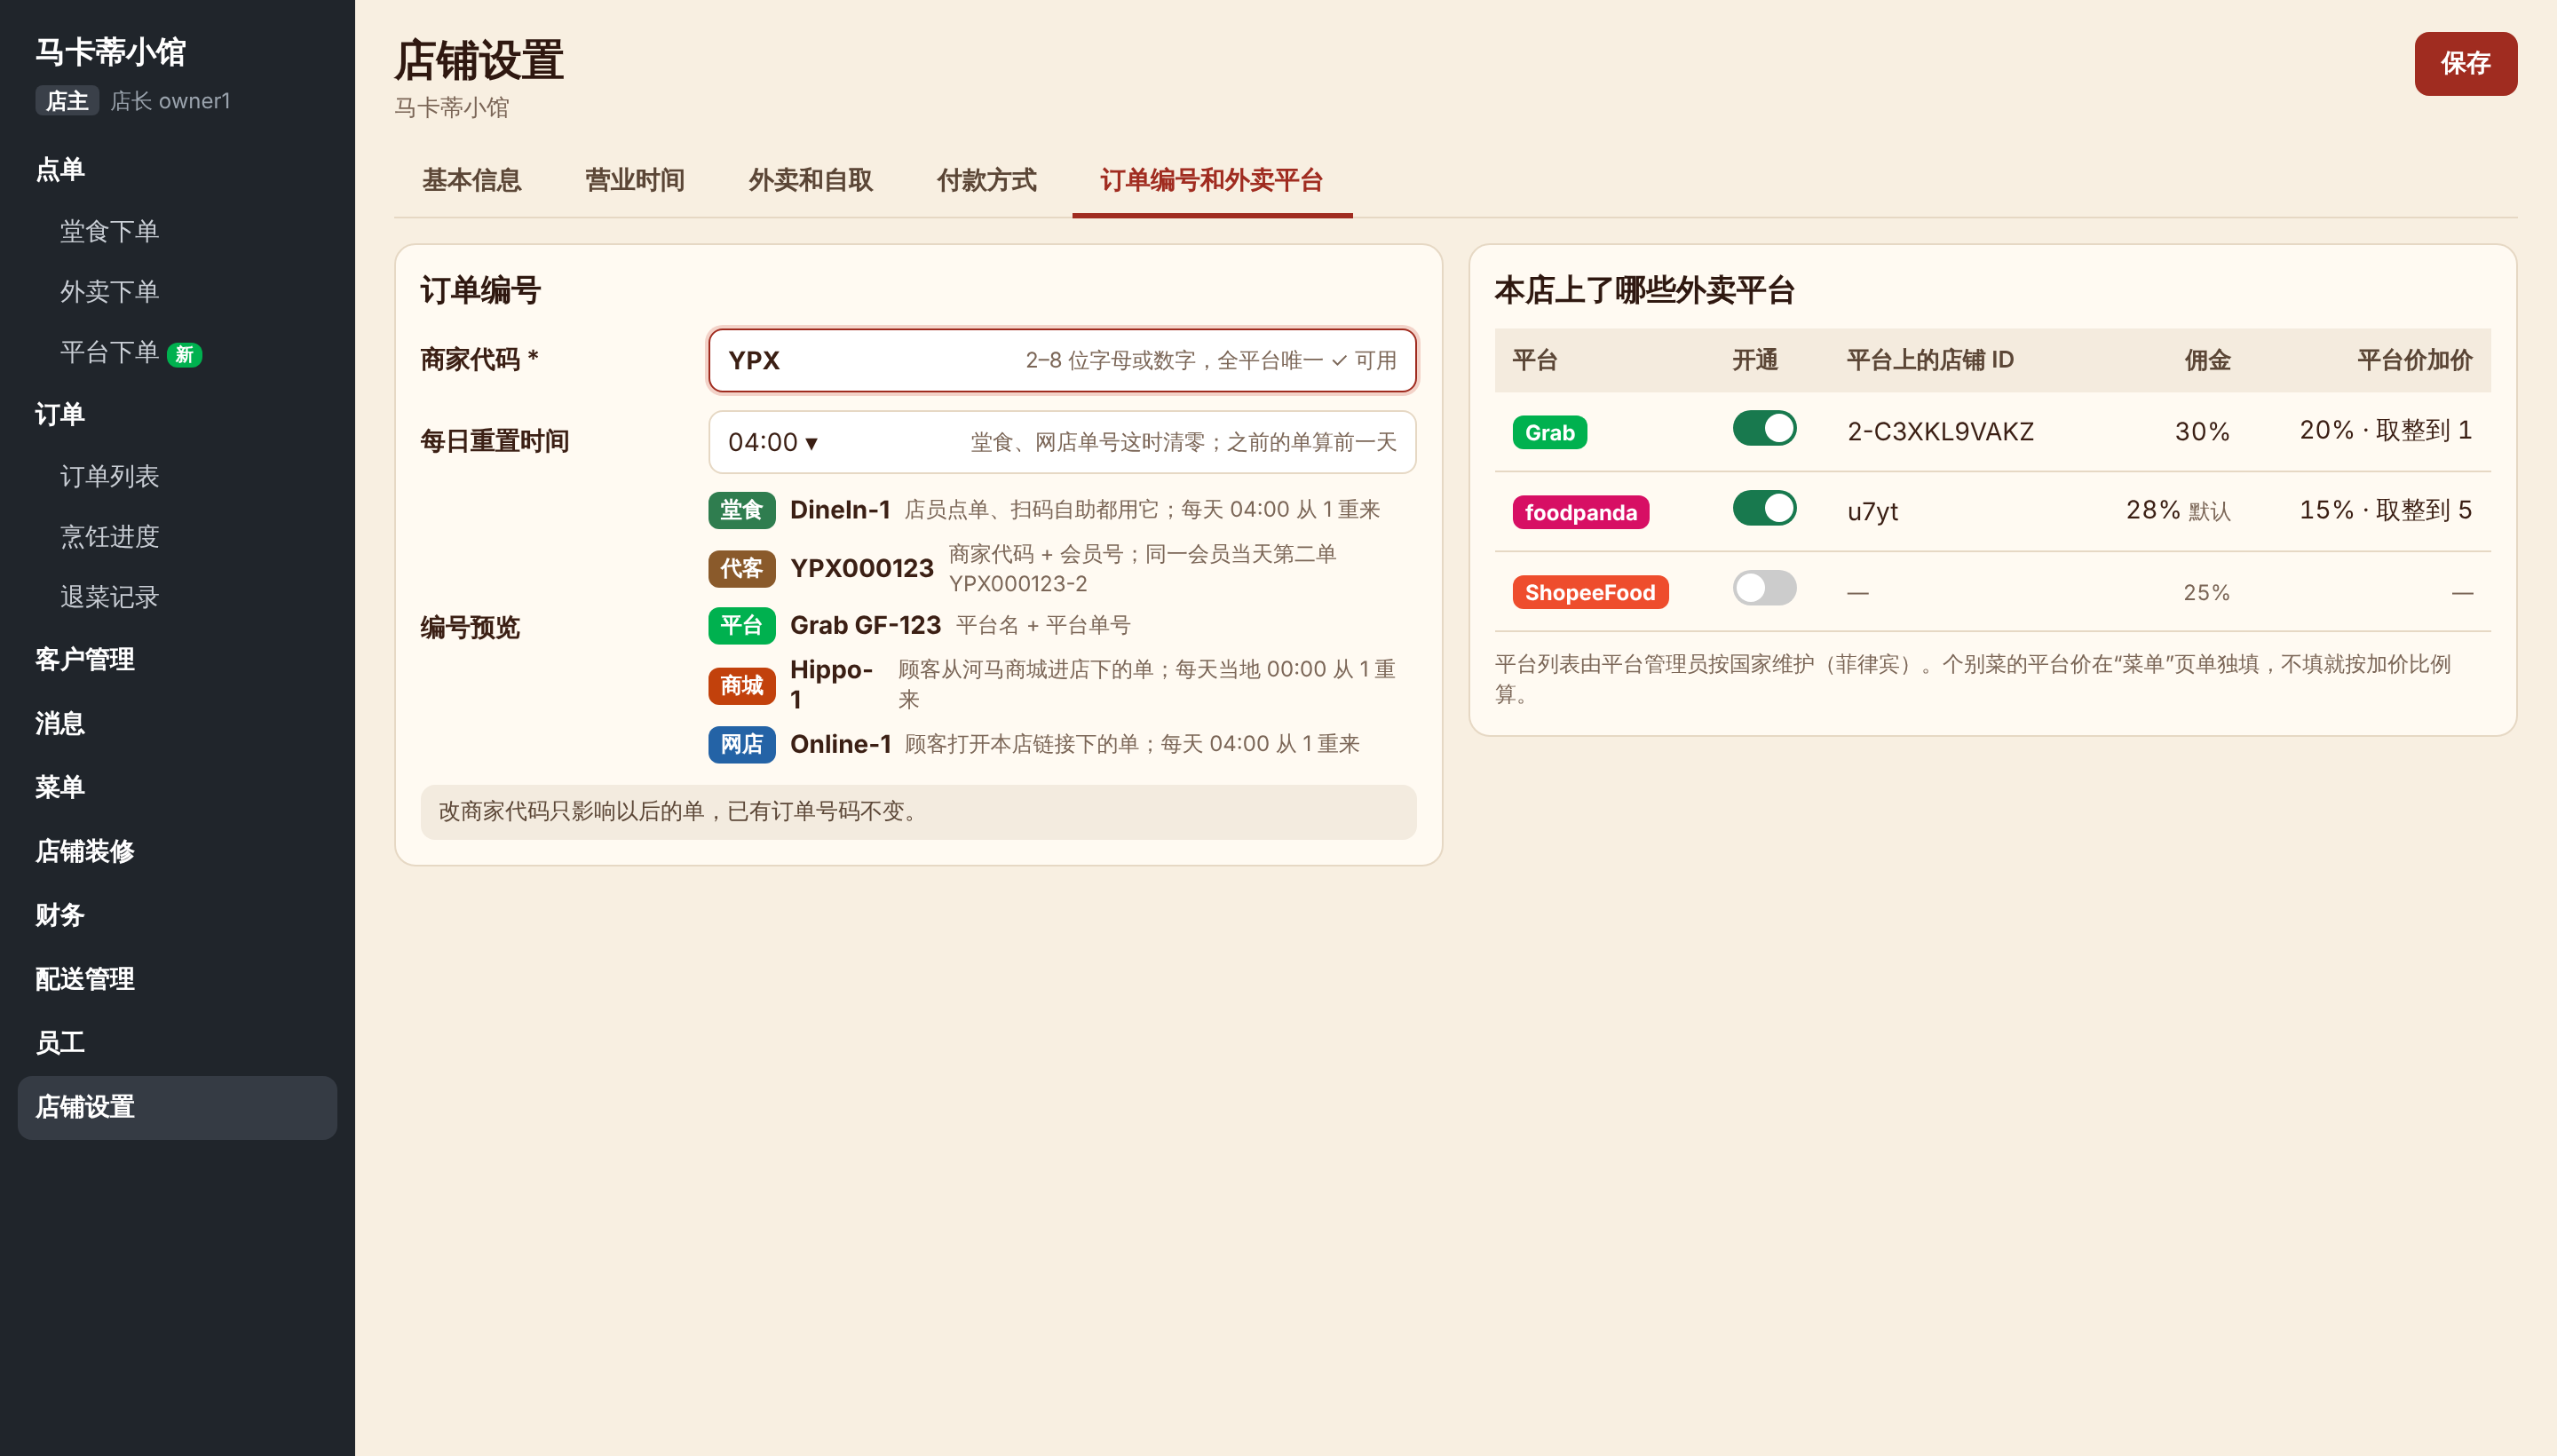 马卡蒂小馆
店主 店长 owner1
点单
堂食下单
外卖下单
平台下单 新
订单
订单列表
烹饪进度
退菜记录
客户管理
消息
菜单
店铺装修
财务
配送管理
员工
店铺设置
店铺设置
马卡蒂小馆
保存
基本信息 营业时间 外卖和自取 付款方式 订单编号和外卖平台
订单编号
商家代码 * YPX 2–8 位字母或数字，全平台唯一 ✓ 可用
每日重置时间 04:00 ▾ 堂食、网店单号这时清零；之前的单算前一天
编号预览
堂食 DineIn-1 店员点单、扫码自助都用它；每天 04:00 从 1 重来
代客 YPX000123 商家代码 + 会员号；同一会员当天第二单
YPX000123-2
平台 Grab GF-123 平台名 + 平台单号
商城 Hippo-1 顾客从河马商城进店下的单；每天当地 00:00 从 1 重
来
网店 Online-1 顾客打开本店链接下的单；每天 04:00 从 1 重来
改商家代码只影响以后的单，已有订单号码不变。
本店上了哪些外卖平台
平台 开通 平台上的店铺 ID 佣金 平台价加价
Grab 2-C3XKL9VAKZ 30% 20% · 取整到 1
foodpanda u7yt 28% 默认 15% · 取整到 5
ShopeeFood — 25% —
平台列表由平台管理员按国家维护（菲律宾）。个别菜的平台价在“菜单”页单独填，不填就按加价比例
算。